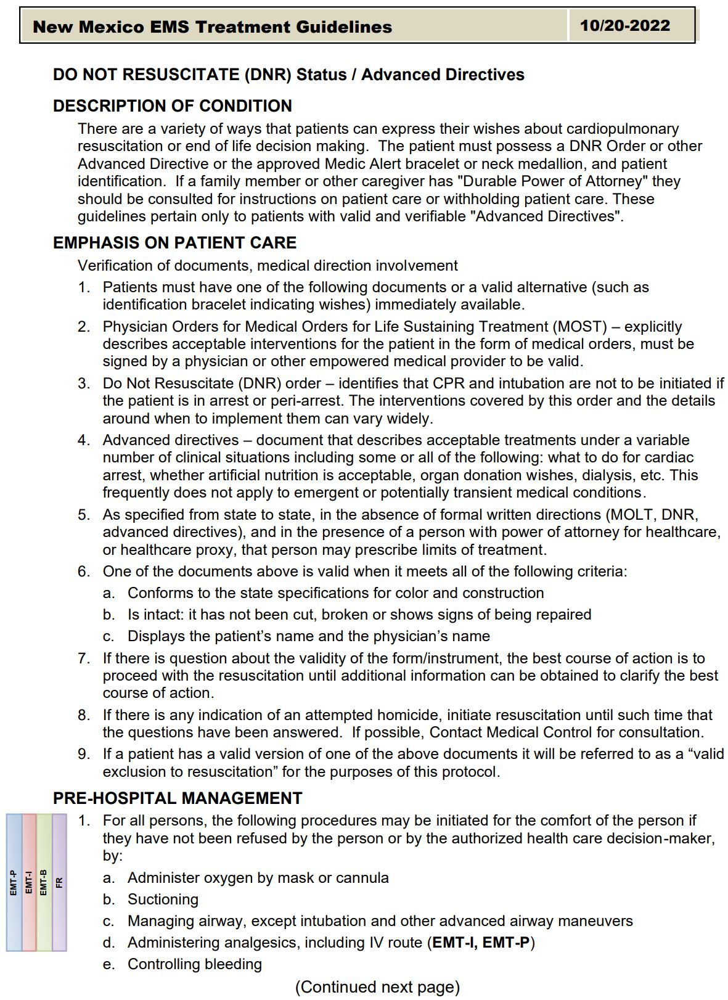 New Mexico EMS Treatment Guidelines 10/20-2022
DO NOT RESUSCITATE (DNR) Status / Advanced Directives
DESCRIPTION OF CONDITION
There are a variety of ways that patients can express their wishes about cardiopulmonary
resuscitation or end of life decision making.  The patient must possess a DNR Order or other
Advanced Directive or the approved Medic Alert bracelet or neck medallion, and patient
identification.  If a family member or other caregiver has "Durable Power of Attorney" they
should be consulted for instructions on patient care or withholding patient care. These
guidelines pertain only to patients with valid and verifiable "Advanced Directives".
EMPHASIS ON PATIENT CARE
Verification of documents, medical direction involvement
1. Patients must have one of the following documents or a valid alternative (such as
identification bracelet indicating wishes) immediately available.
2. Physician Orders for Medical Orders for Life Sustaining Treatment (MOST) – explicitly
describes acceptable interventions for the patient in the form of medical orders, must be
signed by a physician or other empowered medical provider to be valid.
3. Do Not Resuscitate (DNR) order – identifies that CPR and intubation are not to be initiated if
the patient is in arrest or peri-arrest. The interventions covered by this order and the details
around when to implement them can vary widely.
4. Advanced directives – document that describes acceptable treatments under a variable
number of clinical situations including some or all of the following: what to do for cardiac
arrest, whether artificial nutrition is acceptable, organ donation wishes, dialysis, etc. This
frequently does not apply to emergent or potentially transient medical conditions.
5. As specified from state to state, in the absence of formal written directions (MOLT, DNR,
advanced directives), and in the presence of a person with power of attorney for healthcare,
or healthcare proxy, that person may prescribe limits of treatment.
6. One of the documents above is valid when it meets all of the following criteria:
a. Conforms to the state specifications for color and construction
b. Is intact: it has not been cut, broken or shows signs of being repaired
c. Displays the patient’s name and the physician’s name
7. If there is question about the validity of the form/instrument, the best course of action is to
proceed with the resuscitation until additional information can be obtained to clarify the best
course of action.
8. If there is any indication of an attempted homicide, initiate resuscitation until such time that
the questions have been answered.  If possible, Contact Medical Control for consultation.
9. If a patient has a valid version of one of the above documents it will be referred to as a “valid
exclusion to resuscitation” for the purposes of this protocol.
PRE-HOSPITAL MANAGEMENT
EMT-P
EMT-I
EMT-B
FR
1. For all persons, the following procedures may be initiated for the comfort of the person if
they have not been refused by the person or by the authorized health care decision-maker,
by:
a. Administer oxygen by mask or cannula
b. Suctioning
c. Managing airway, except intubation and other advanced airway maneuvers
d. Administering analgesics, including IV route (EMT-I, EMT-P)
e. Controlling bleeding
(Continued next page)